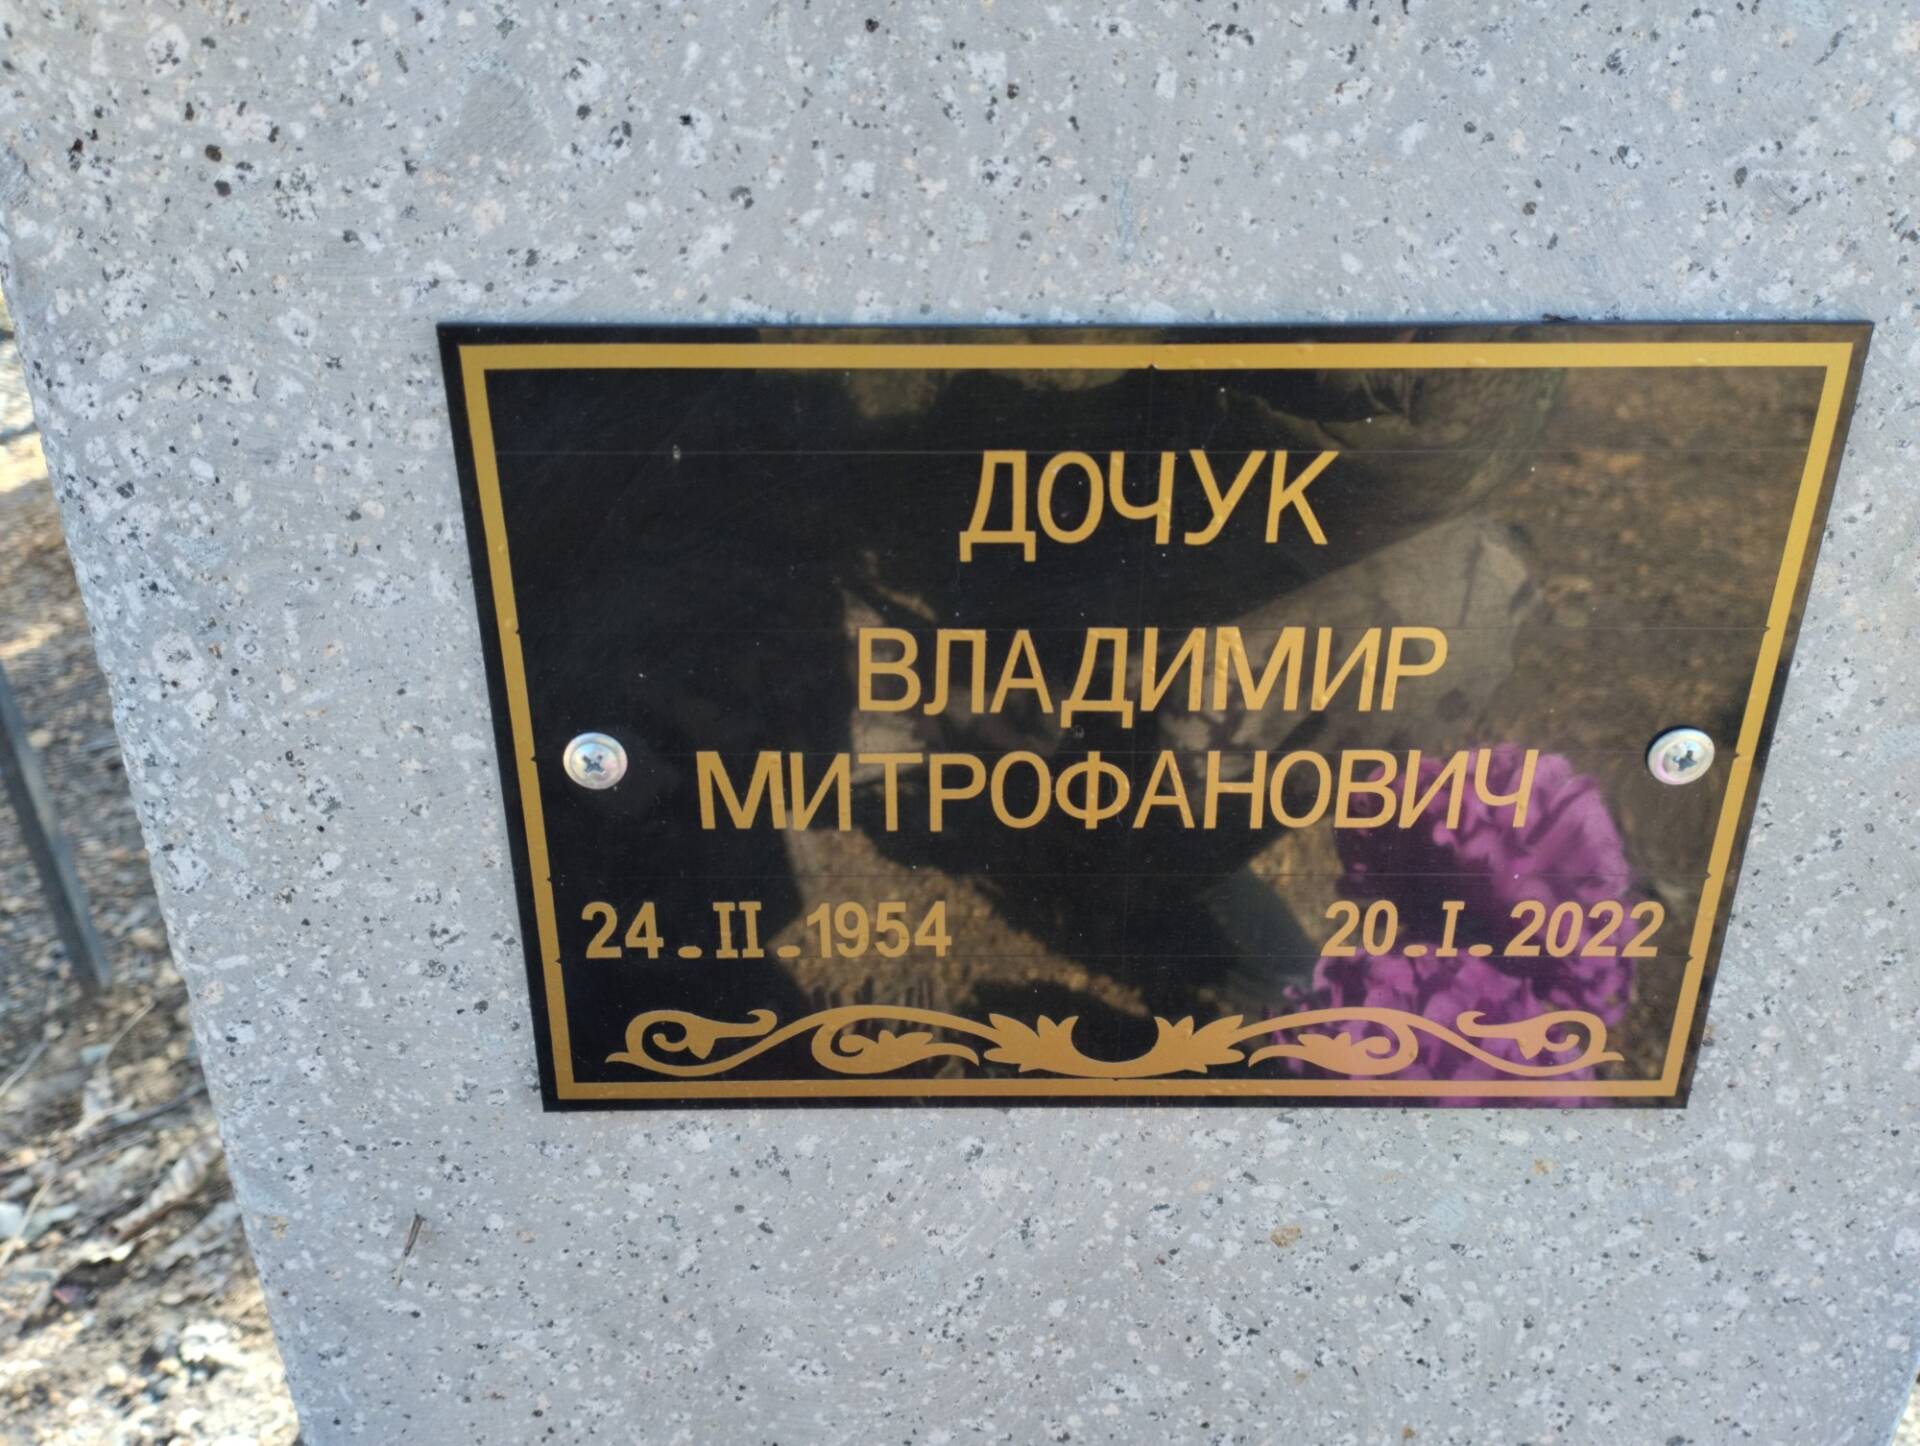 ДОЧУК
ВЛАДИМИР
МИТРОФАНОВИЧ
24.II.1954 20.I.2022